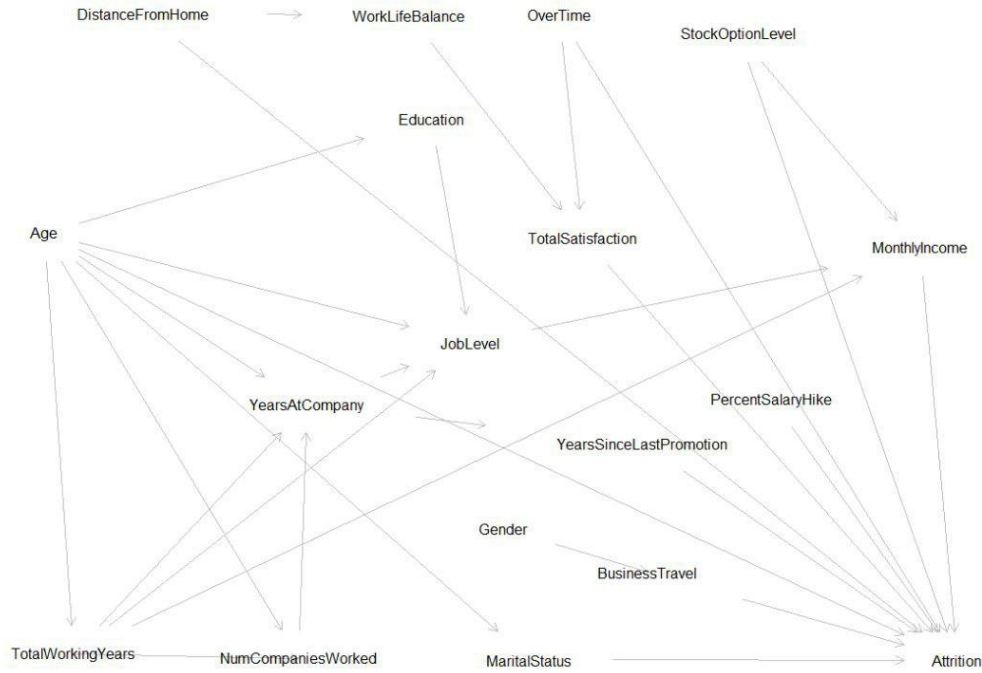 DistanceFromHome
WorkLifeBalance
OverTime
StockOptionLevel
Education
Age
TotalSatisfaction
MonthlyIncome
JobLevel
YearsAtCompany
PercentSalaryHike
YearsSinceLastPromotion
Gender
BusinessTravel
TotalWorkingYears
NumCompaniesWorked
MaritalStatus
Attrition